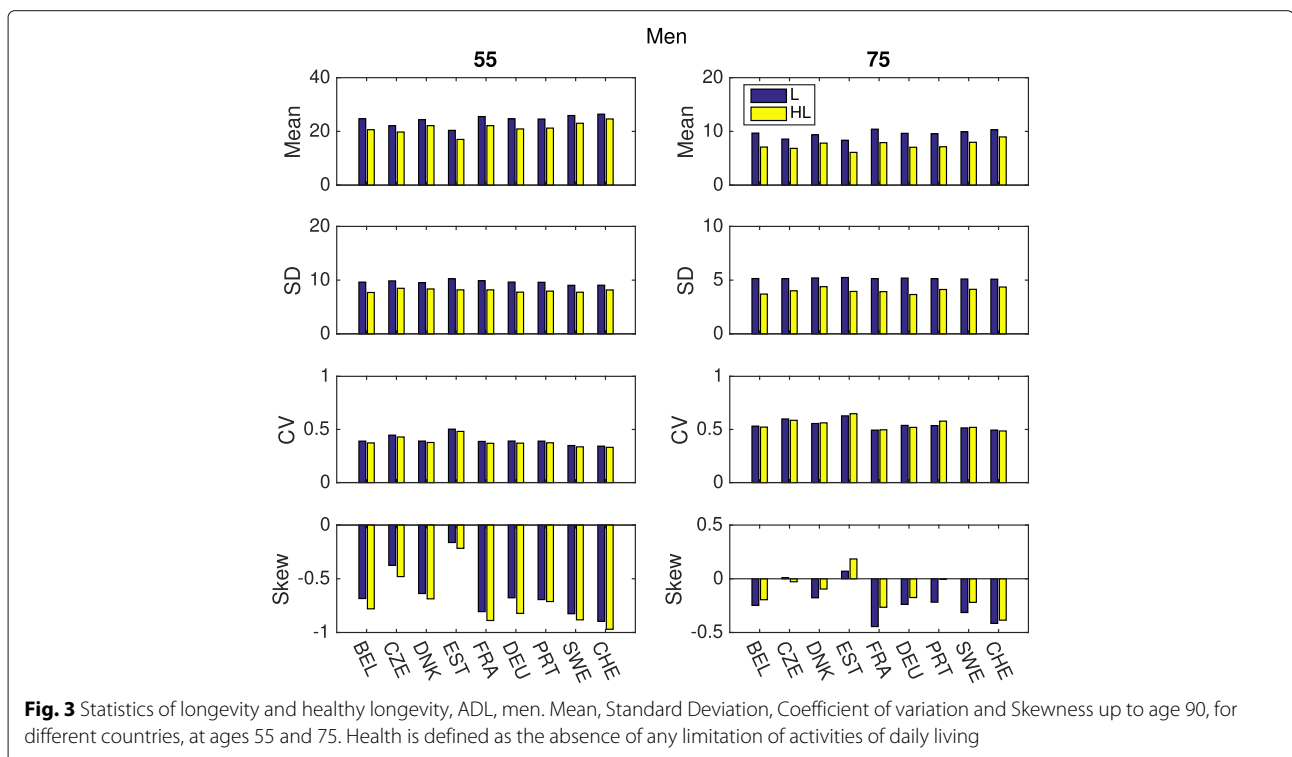 Men
55
75
40
20
0
Mean
20
10
0
Mean
L
HL
20
10
0
SD
10
5
0
SD
1
0.5
0
CV
1
0.5
0
CV
0
-0.5
-1
Skew
0.5
0
-0.5
Skew
BEL CZE DNK EST FRA DEU PRT SWE CHE
BEL CZE DNK EST FRA DEU PRT SWE CHE
Fig. 3 Statistics of longevity and healthy longevity, ADL, men. Mean, Standard Deviation, Coefficient of variation and Skewness up to age 90, for
different countries, at ages 55 and 75. Health is defined as the absence of any limitation of activities of daily living